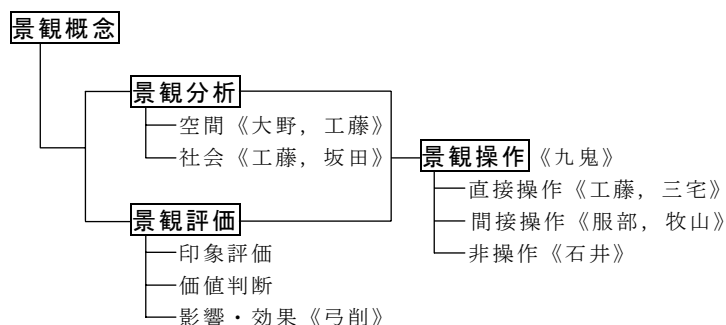 景観概念
景観分析
空間《大野，工藤》
社会《工藤，坂田》
景観評価
印象評価
価値判断
影響・効果《弓削》
景観操作《九鬼》
直接操作《工藤，三宅》
間接操作《服部，牧山》
非操作《石井》